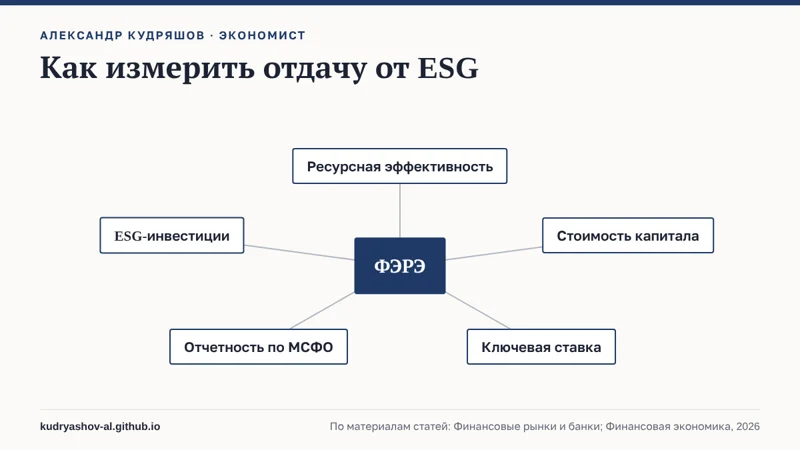 АЛЕКСАНДР КУДРЯШОВ · ЭКОНОМИСТ
Как измерить отдачу от ESG
Ресурсная эффективность
ESG-инвестиции
Стоимость капитала
ФЭРЭ
Отчетность по МСФО
Ключевая ставка
kudryashov-al.github.io
По материалам статей: Финансовые рынки и банки; Финансовая экономика, 2026